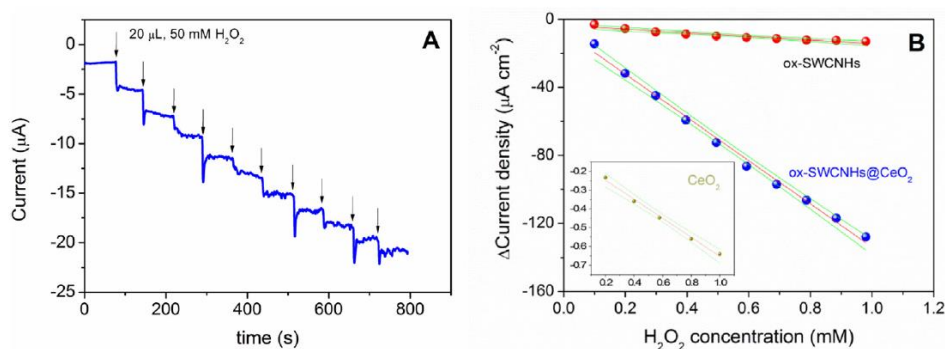 20 μL, 50 mM H₂O₂
A
0
-5
-10
-15
-20
-25
Current (μA)
0
200
400
600
800
time (s)
B
0
-40
-80
-120
-160
ΔCurrent density (μA cm⁻²)
ox-SWCNHs
ox-SWCNHs@CeO₂
CeO₂
-0.2
-0.3
-0.4
-0.5
-0.6
-0.7
0.2 0.4 0.6 0.8 1.0
0.0 0.2 0.4 0.6 0.8 1.0 1.2
H₂O₂ concentration (mM)